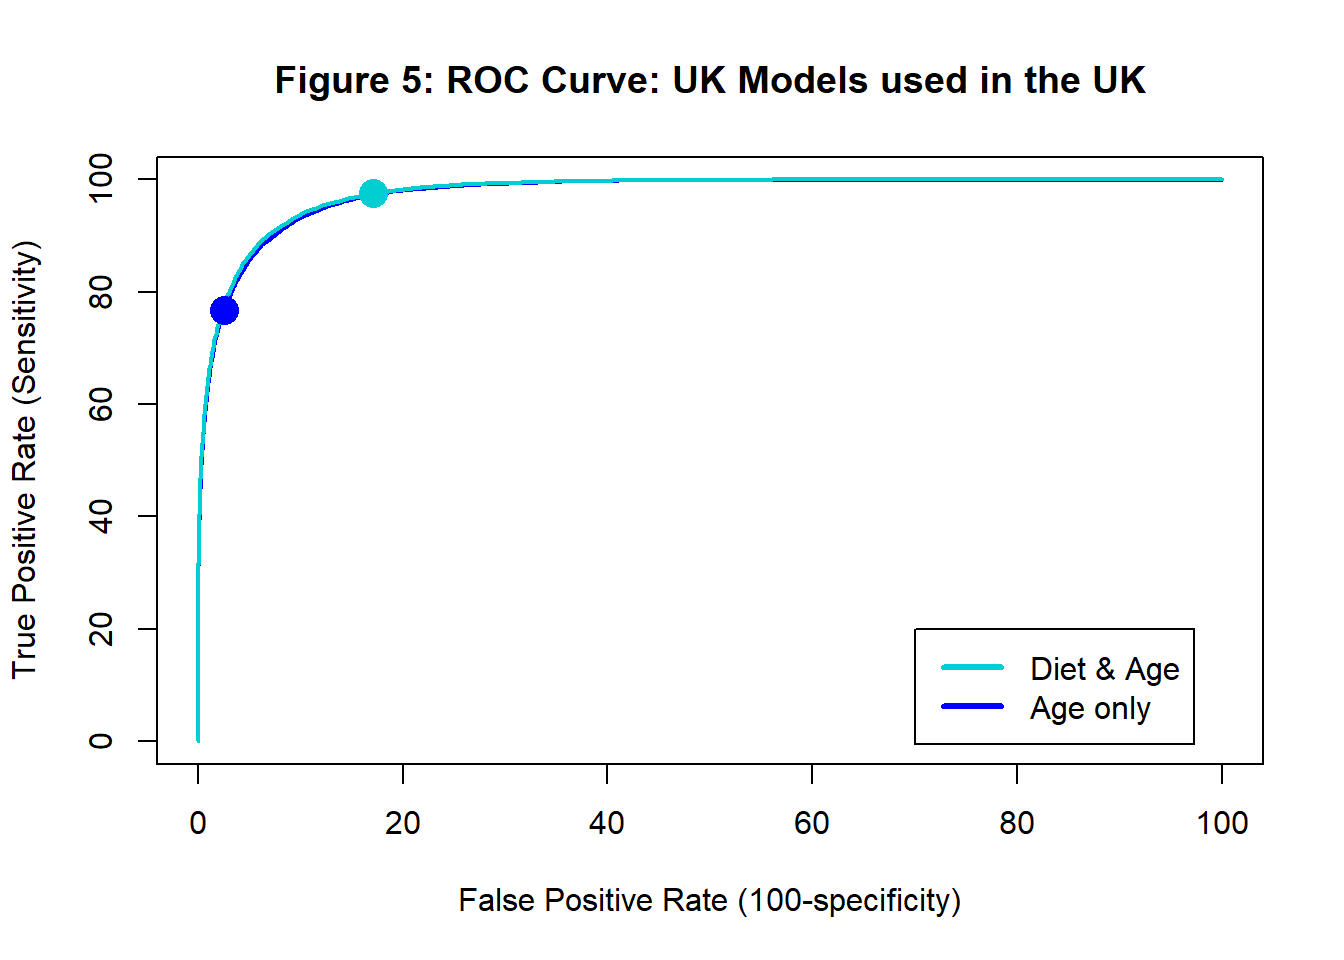 Figure 5: ROC Curve: UK Models used in the UK
True Positive Rate (Sensitivity)
100
80
60
40
20
0
Diet & Age
Age only
0 20 40 60 80 100
False Positive Rate (100-specificity)